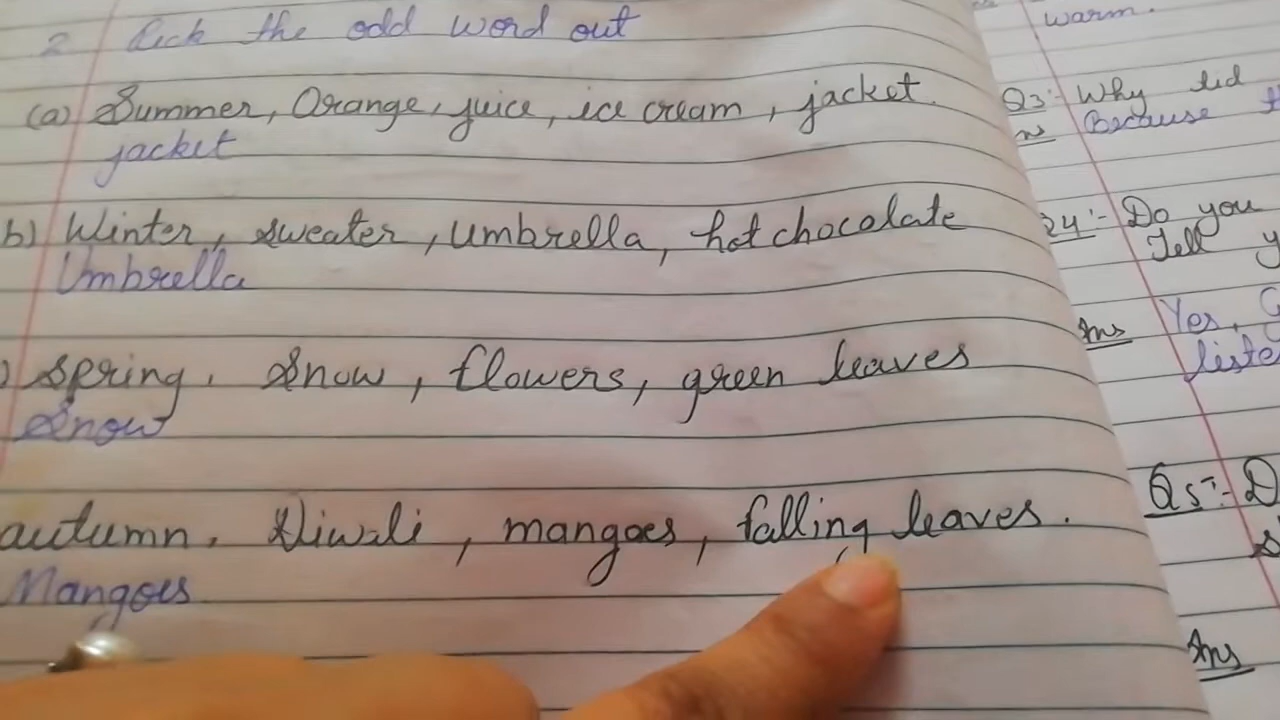 2 Pick the odd word out
(a) Summer, Orange, juice, ice cream, jacket.
jacket
b) Winter, sweater, umbrella, hot chocolate
Umbrella
) Spring, Snow, flowers, green leaves
Snow
autumn, Diwali, mangoes, falling leaves.
Mangoes
warm.
Q3:- Why did
Because
Q4:- Do you
Tell y
Ans Yes,
liste
Q5:- D
s
Ans